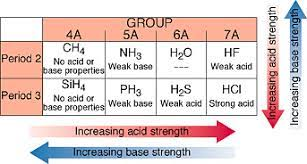 GROUP
4A 5A 6A 7A
Period 2 CH4 NH3 H2O HF
No acid or base properties Weak base --- Weak acid
Period 3 SiH4 PH3 H2S HCl
No acid or base properties Weak base Weak acid Strong acid
Increasing acid strength
Increasing base strength
Increasing acid strength
Increasing base strength